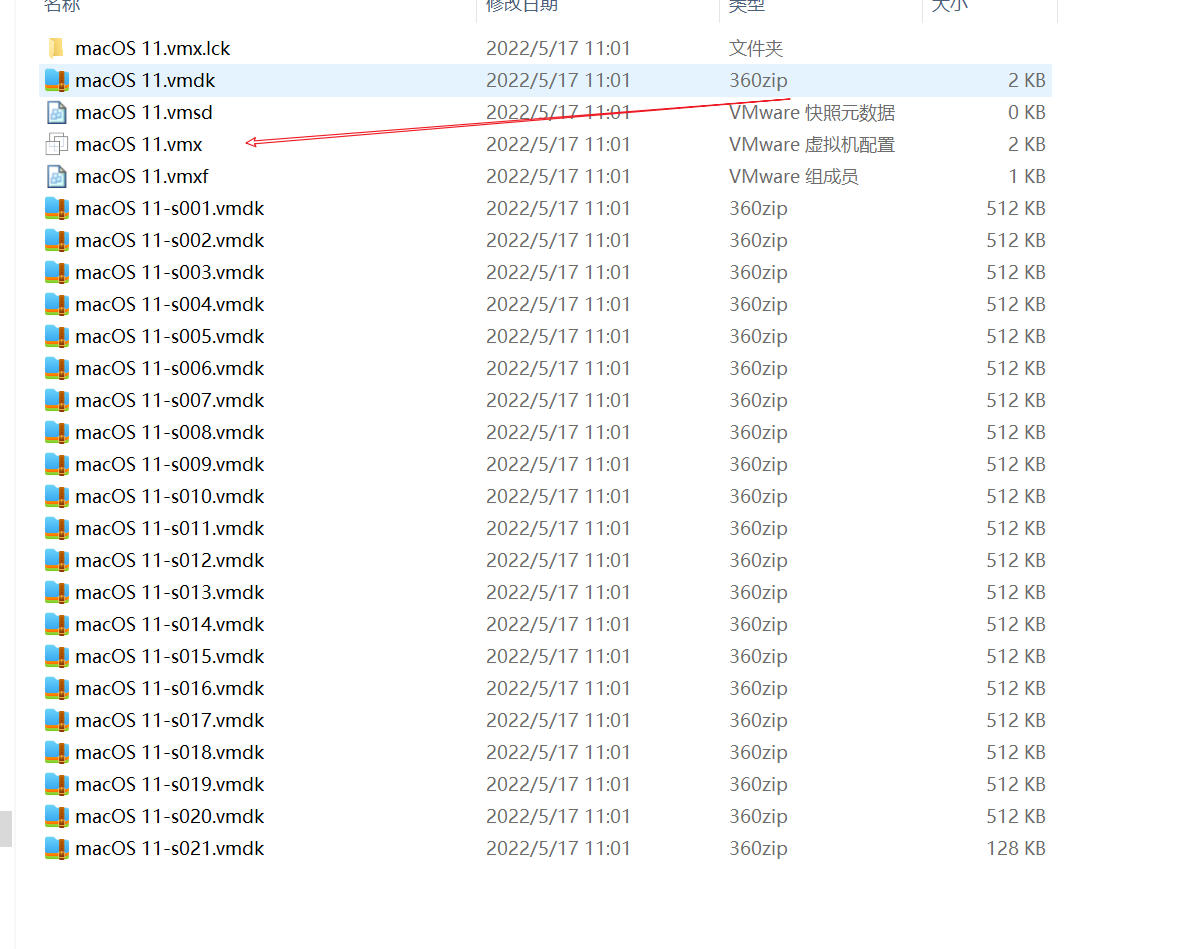 名称 修改日期 类型 大小
macOS 11.vmx.lck 2022/5/17 11:01 文件夹
macOS 11.vmdk 2022/5/17 11:01 360zip 2 KB
macOS 11.vmsd 2022/5/17 11:01 VMware 快照元数据 0 KB
macOS 11.vmx 2022/5/17 11:01 VMware 虚拟机配置 2 KB
macOS 11.vmxf 2022/5/17 11:01 VMware 组成员 1 KB
macOS 11-s001.vmdk 2022/5/17 11:01 360zip 512 KB
macOS 11-s002.vmdk 2022/5/17 11:01 360zip 512 KB
macOS 11-s003.vmdk 2022/5/17 11:01 360zip 512 KB
macOS 11-s004.vmdk 2022/5/17 11:01 360zip 512 KB
macOS 11-s005.vmdk 2022/5/17 11:01 360zip 512 KB
macOS 11-s006.vmdk 2022/5/17 11:01 360zip 512 KB
macOS 11-s007.vmdk 2022/5/17 11:01 360zip 512 KB
macOS 11-s008.vmdk 2022/5/17 11:01 360zip 512 KB
macOS 11-s009.vmdk 2022/5/17 11:01 360zip 512 KB
macOS 11-s010.vmdk 2022/5/17 11:01 360zip 512 KB
macOS 11-s011.vmdk 2022/5/17 11:01 360zip 512 KB
macOS 11-s012.vmdk 2022/5/17 11:01 360zip 512 KB
macOS 11-s013.vmdk 2022/5/17 11:01 360zip 512 KB
macOS 11-s014.vmdk 2022/5/17 11:01 360zip 512 KB
macOS 11-s015.vmdk 2022/5/17 11:01 360zip 512 KB
macOS 11-s016.vmdk 2022/5/17 11:01 360zip 512 KB
macOS 11-s017.vmdk 2022/5/17 11:01 360zip 512 KB
macOS 11-s018.vmdk 2022/5/17 11:01 360zip 512 KB
macOS 11-s019.vmdk 2022/5/17 11:01 360zip 512 KB
macOS 11-s020.vmdk 2022/5/17 11:01 360zip 512 KB
macOS 11-s021.vmdk 2022/5/17 11:01 360zip 128 KB